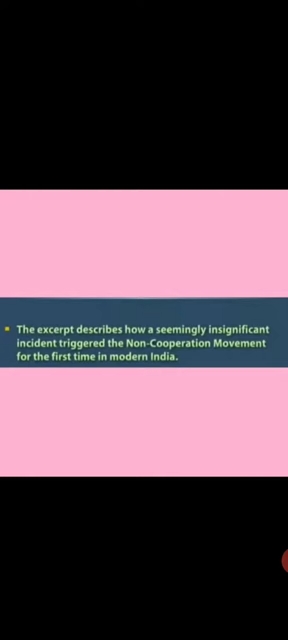 The excerpt describes how a seemingly insignificant
incident triggered the Non-Cooperation Movement
for the first time in modern India.